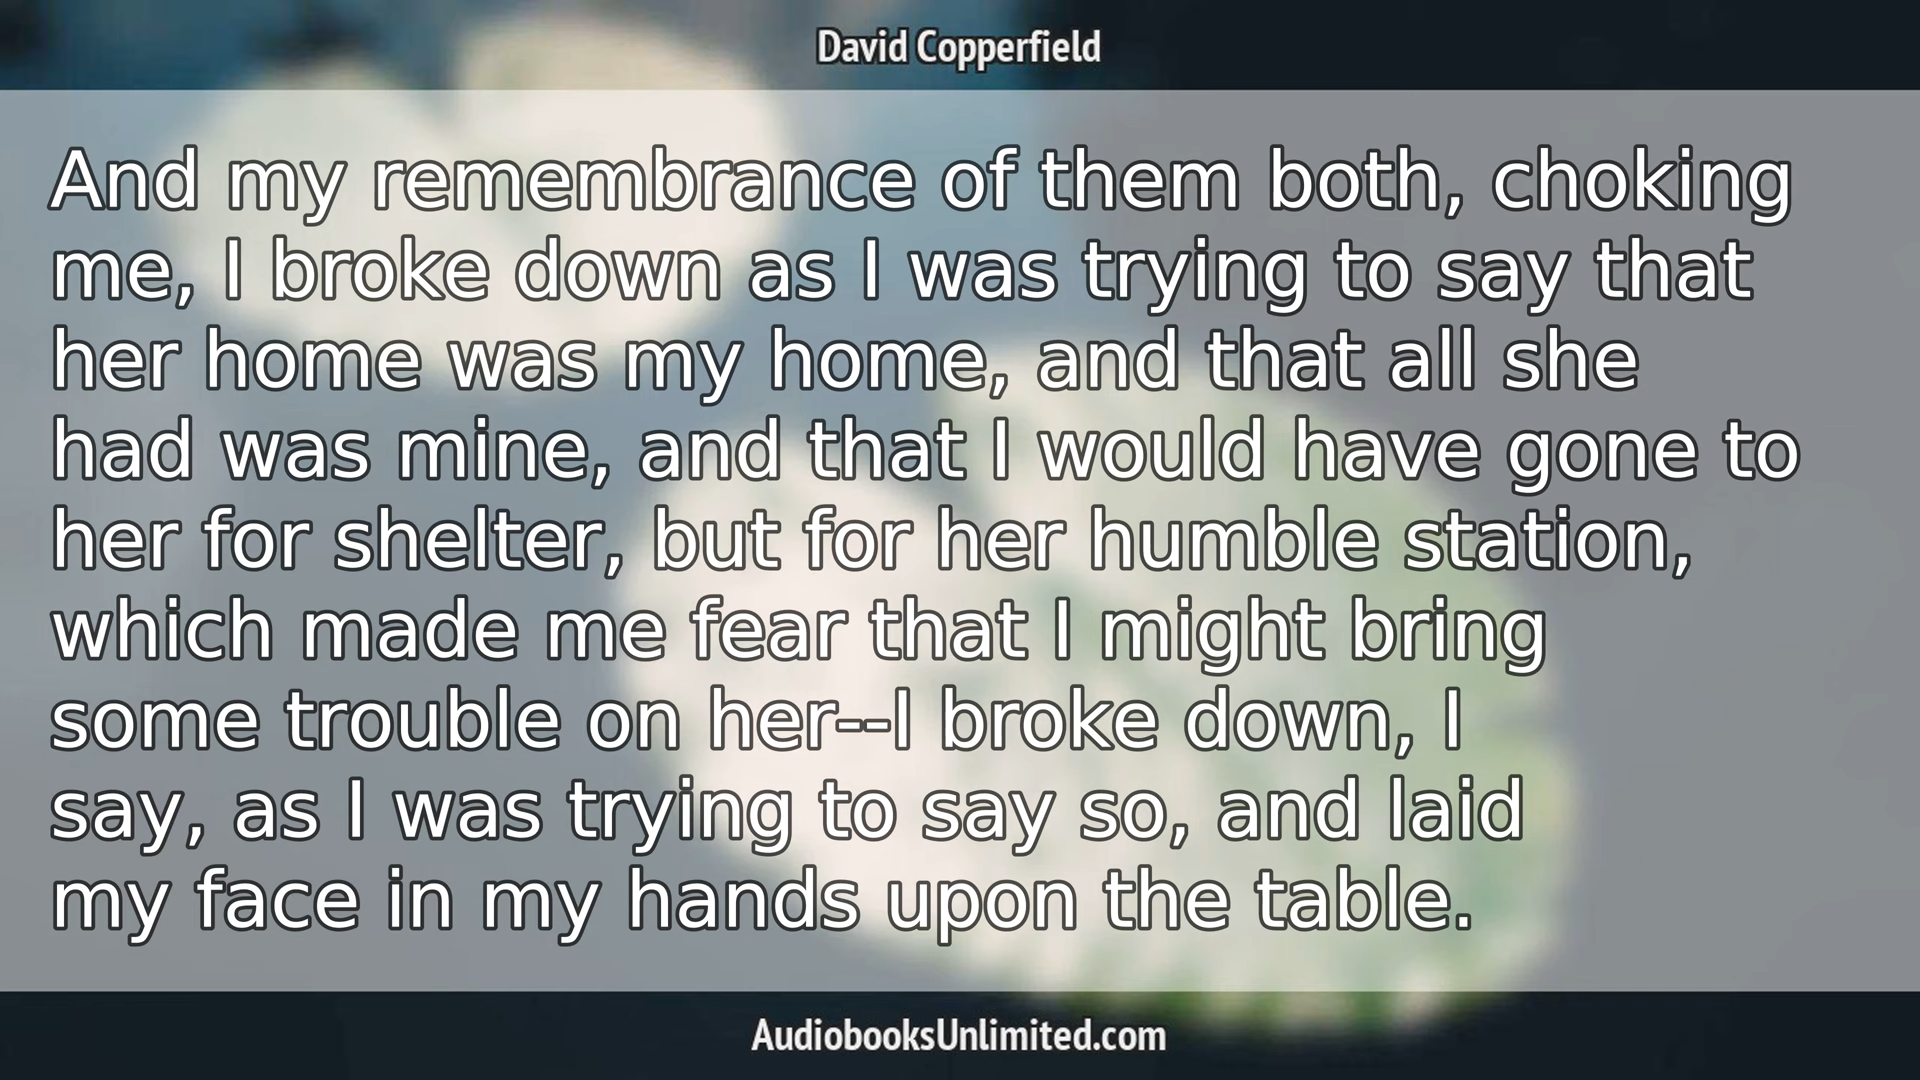 David Copperfield
And my remembrance of them both, choking
me, I broke down as I was trying to say that
her home was my home, and that all she
had was mine, and that I would have gone to
her for shelter, but for her humble station,
which made me fear that I might bring
some trouble on her--I broke down, I
say, as I was trying to say so, and laid
my face in my hands upon the table.
AudiobooksUnlimited.com